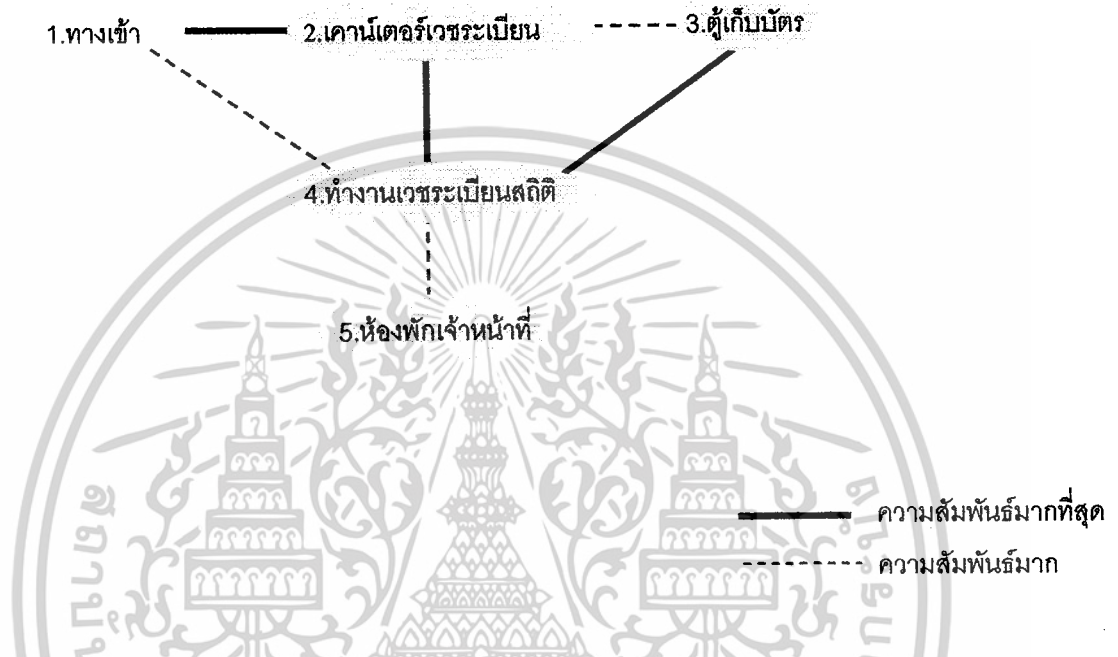 1.ทางเข้า 2.เคาน์เตอร์เวชระเบียน 3.ตู้เก็บบัตร
4.ทำงานเวชระเบียนสถิติ
5.ห้องพักเจ้าหน้าที่
ความสัมพันธ์มากที่สุด
ความสัมพันธ์มาก